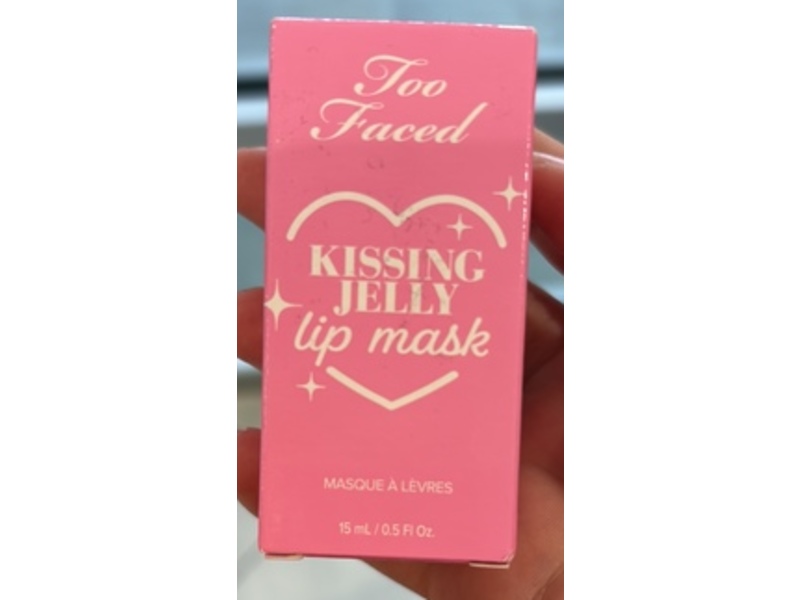 Too
Faced
KISSING
JELLY
lip mask
MASQUE À LÈVRES
15 mL / 0.5 Fl Oz.